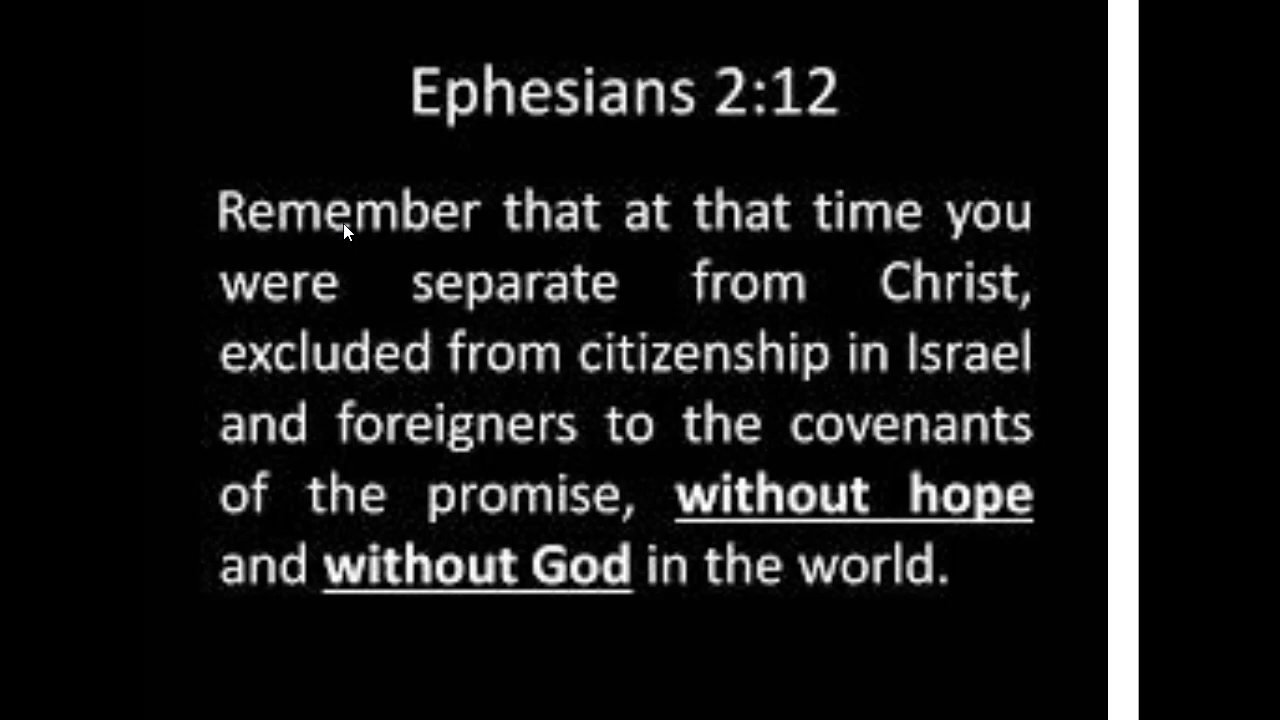 Ephesians 2:12
Remember that at that time you
were separate from Christ,
excluded from citizenship in Israel
and foreigners to the covenants
of the promise, without hope
and without God in the world.